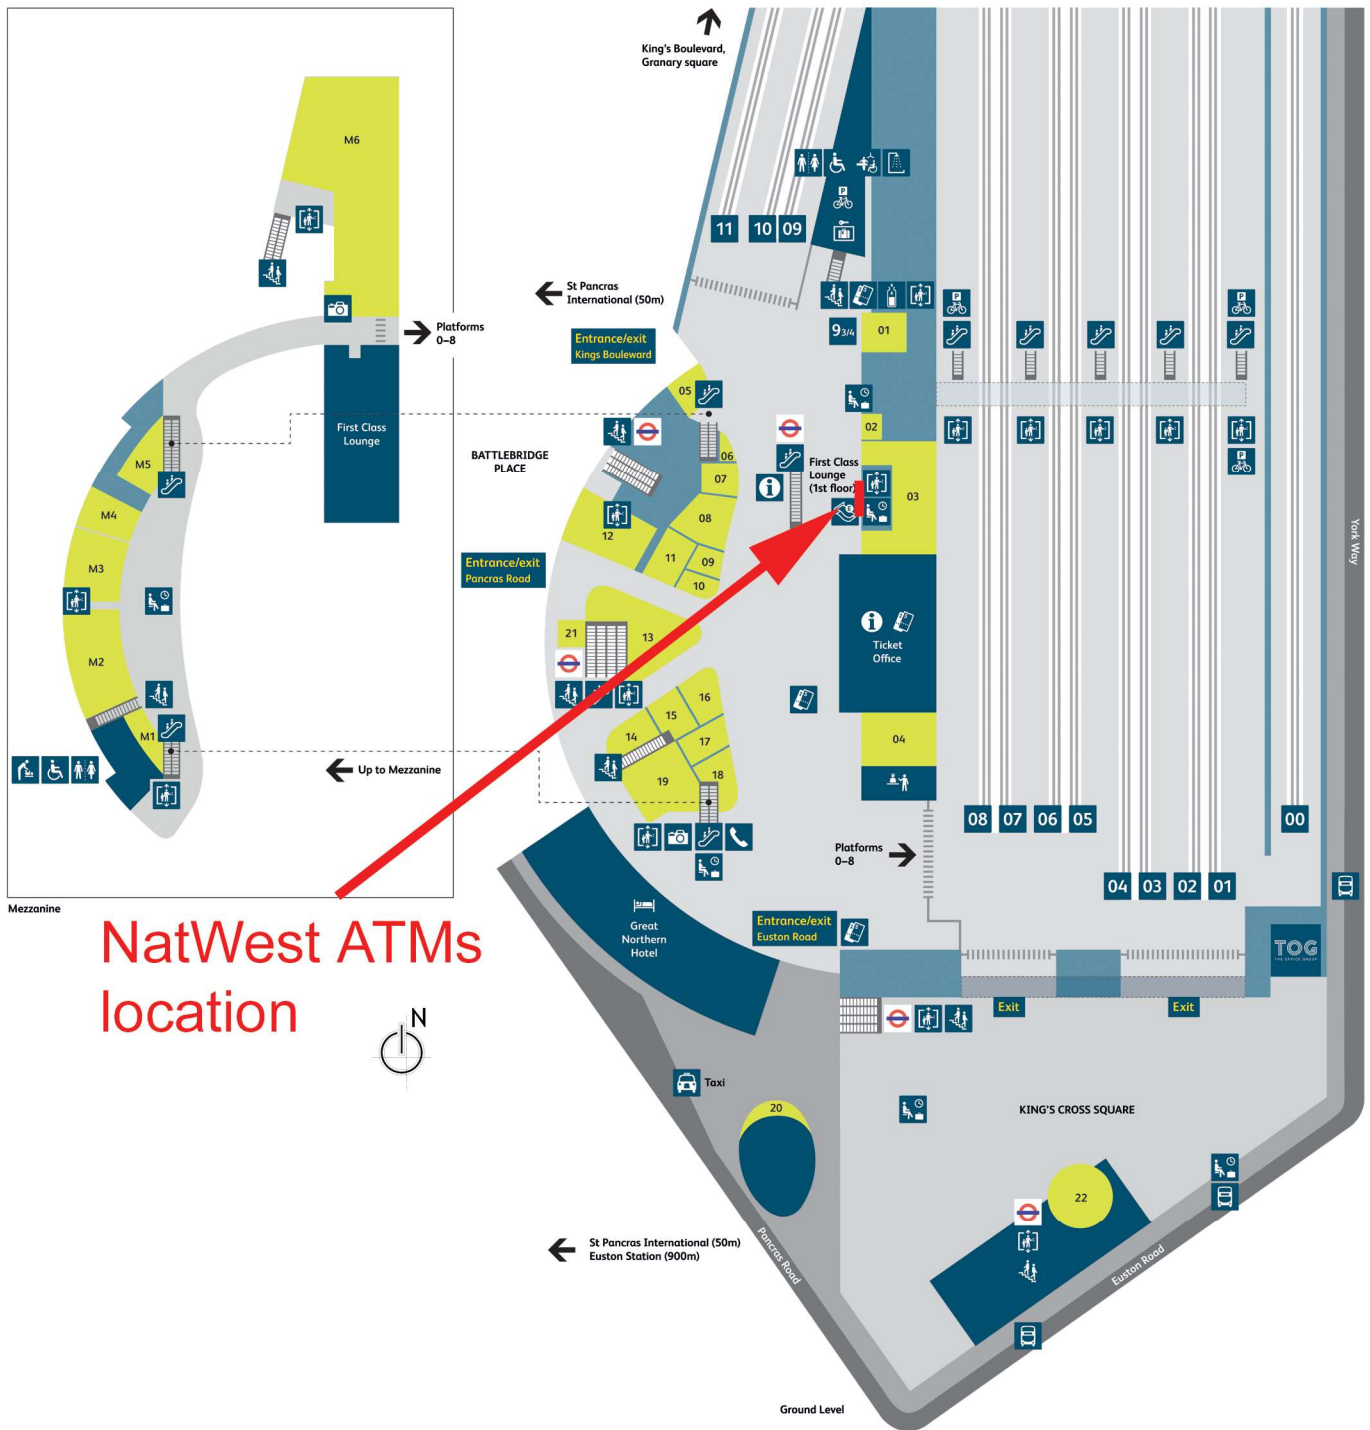 King's Boulevard,
Granary square
M6
11
10
09
St Pancras
International (50m)
Platforms
0–8
Entrance/exit
Kings Bouleward
9 3/4
01
05
First Class
Lounge
BATTLEBRIDGE
PLACE
02
M5
06
First Class
Lounge
(1st floor)
07
03
M4
08
12
M3
Entrance/exit
Pancras Road
11
09
10
York Way
21
13
Ticket
Office
M2
16
15
14
17
M1
04
Up to Mezzanine
19
18
08
07
06
05
00
Platforms
0–8
04
03
02
01
Mezzanine
Great
Northern
Hotel
Entrance/exit
Euston Road
NatWest ATMs
location
TOG
THE OFFICE GROUP
Exit
Exit
N
Taxi
20
KING'S CROSS SQUARE
22
St Pancras International (50m)
Euston Station (900m)
Pancras Road
Euston Road
Ground Level